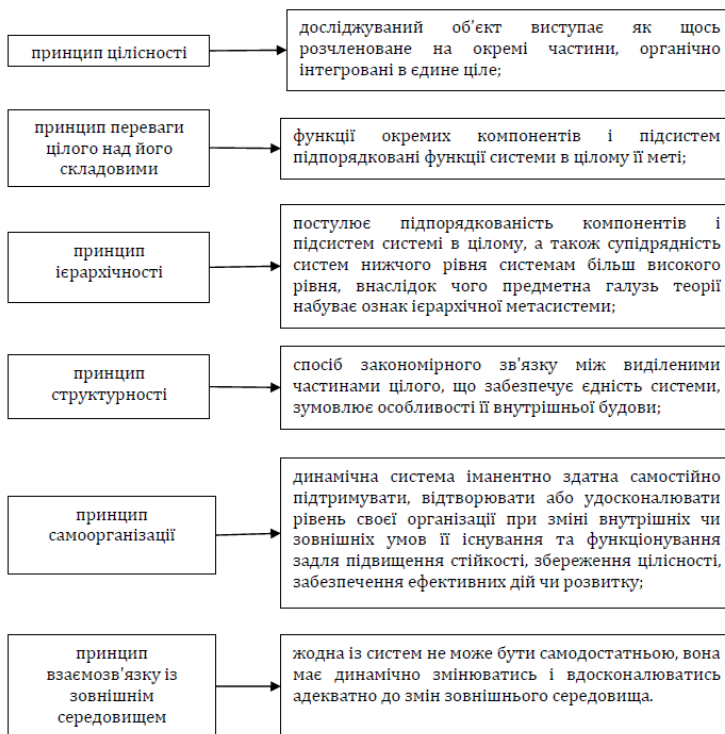 принцип цілісності
досліджуваний об’єкт виступає як щось
розчленоване на окремі частини, органічно
інтегровані в єдине ціле;
принцип переваги
цілого над його
складовими
функції окремих компонентів і підсистем
підпорядковані функції системи в цілому її меті;
принцип
ієрархічності
постулює підпорядкованість компонентів і
підсистем системі в цілому, а також супідрядність
систем нижчого рівня системам більш високого
рівня, внаслідок чого предметна галузь теорії
набуває ознак ієрархічної метасистеми;
принцип
структурності
спосіб закономірного зв'язку між виділеними
частинами цілого, що забезпечує єдність системи,
зумовлює особливості її внутрішньої будови;
принцип
самоорганізації
динамічна система іманентно здатна самостійно
підтримувати, відтворювати або удосконалювати
рівень своєї організації при зміні внутрішніх чи
зовнішніх умов її існування та функціонування
задля підвищення стійкості, збереження цілісності,
забезпечення ефективних дій чи розвитку;
принцип
взаємозв'язку із
зовнішнім
середовищем
жодна із систем не може бути самодостатньою, вона
має динамічно змінюватись і вдосконалюватись
адекватно до змін зовнішнього середовища.